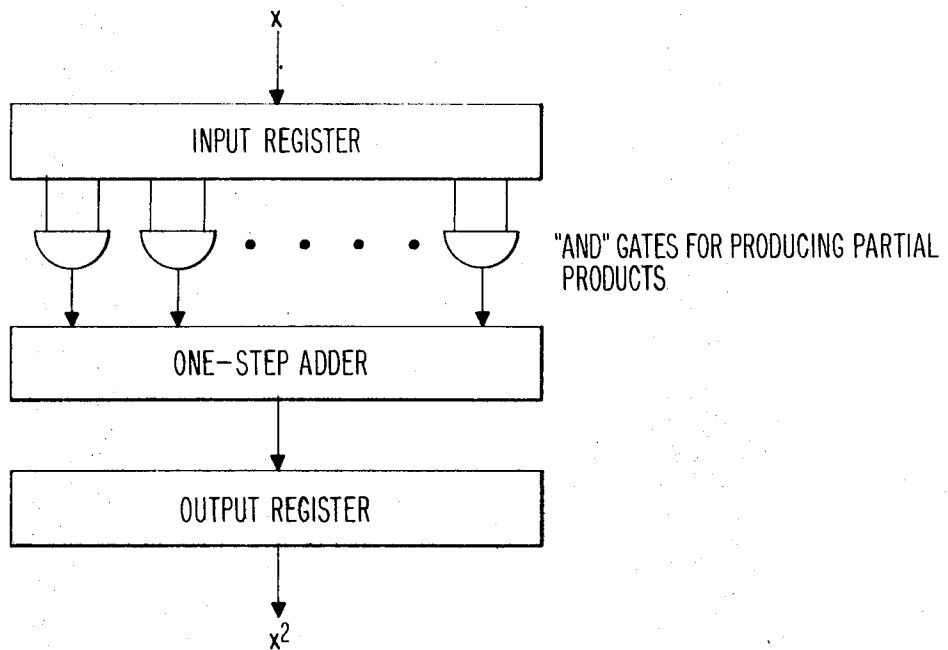 X
INPUT REGISTER
"AND" GATES FOR PRODUCING PARTIAL
PRODUCTS
ONE-STEP ADDER
OUTPUT REGISTER
X²